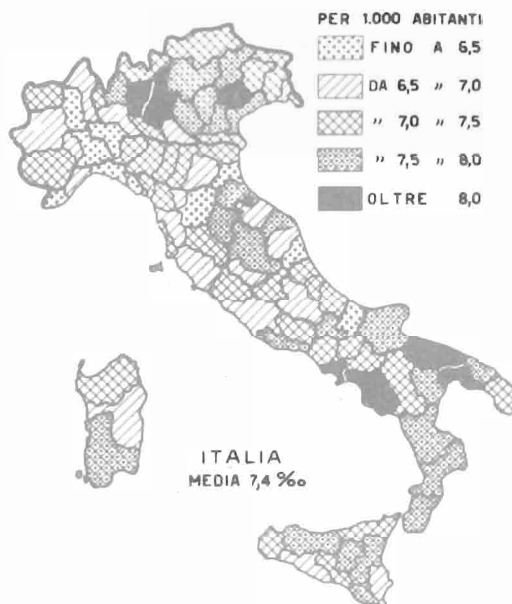 PER 1.000 ABITANTI
FINO A 6,5
DA 6,5 " 7,0
" 7,0 " 7,5
" 7,5 " 8,0
OLTRE 8,0
ITALIA
MEDIA 7,4 ‰